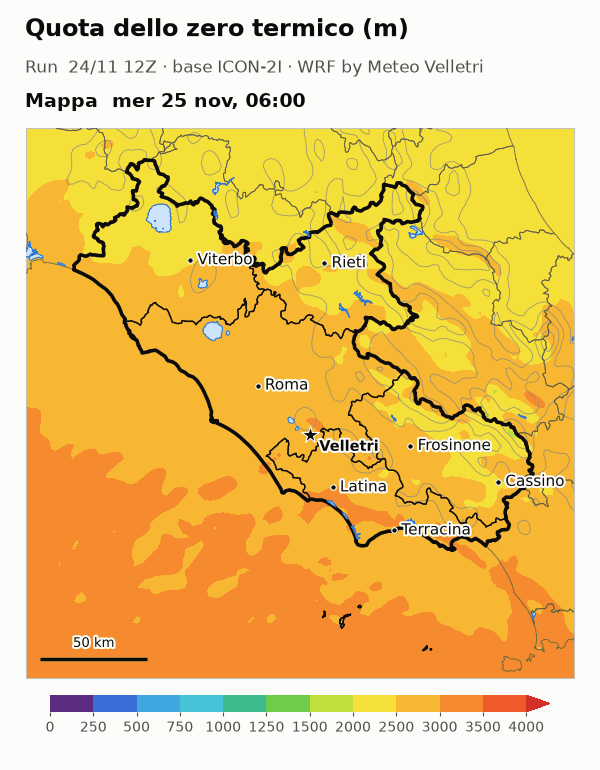 Quota dello zero termico (m)
Run 24/11 12Z · base ICON-2I · WRF by Meteo Velletri
Mappa mer 25 nov, 06:00
Viterbo
Rieti
Roma
Velletri
Frosinone
Latina
Cassino
Terracina
50 km
0 250 500 750 1000 1250 1500 2000 2500 3000 3500 4000